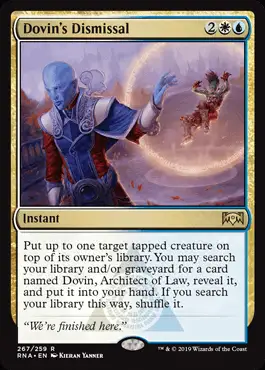 Dovin's Dismissal 2
Instant
Put up to one target tapped creature on
top of its owner's library. You may search
your library and/or graveyard for a card
named Dovin, Architect of Law, reveal it,
and put it into your hand. If you search
your library this way, shuffle it.
"We're finished here."
267/259 R
RNA • EN KIERAN YANNER
™ & © 2019 Wizards of the Coast